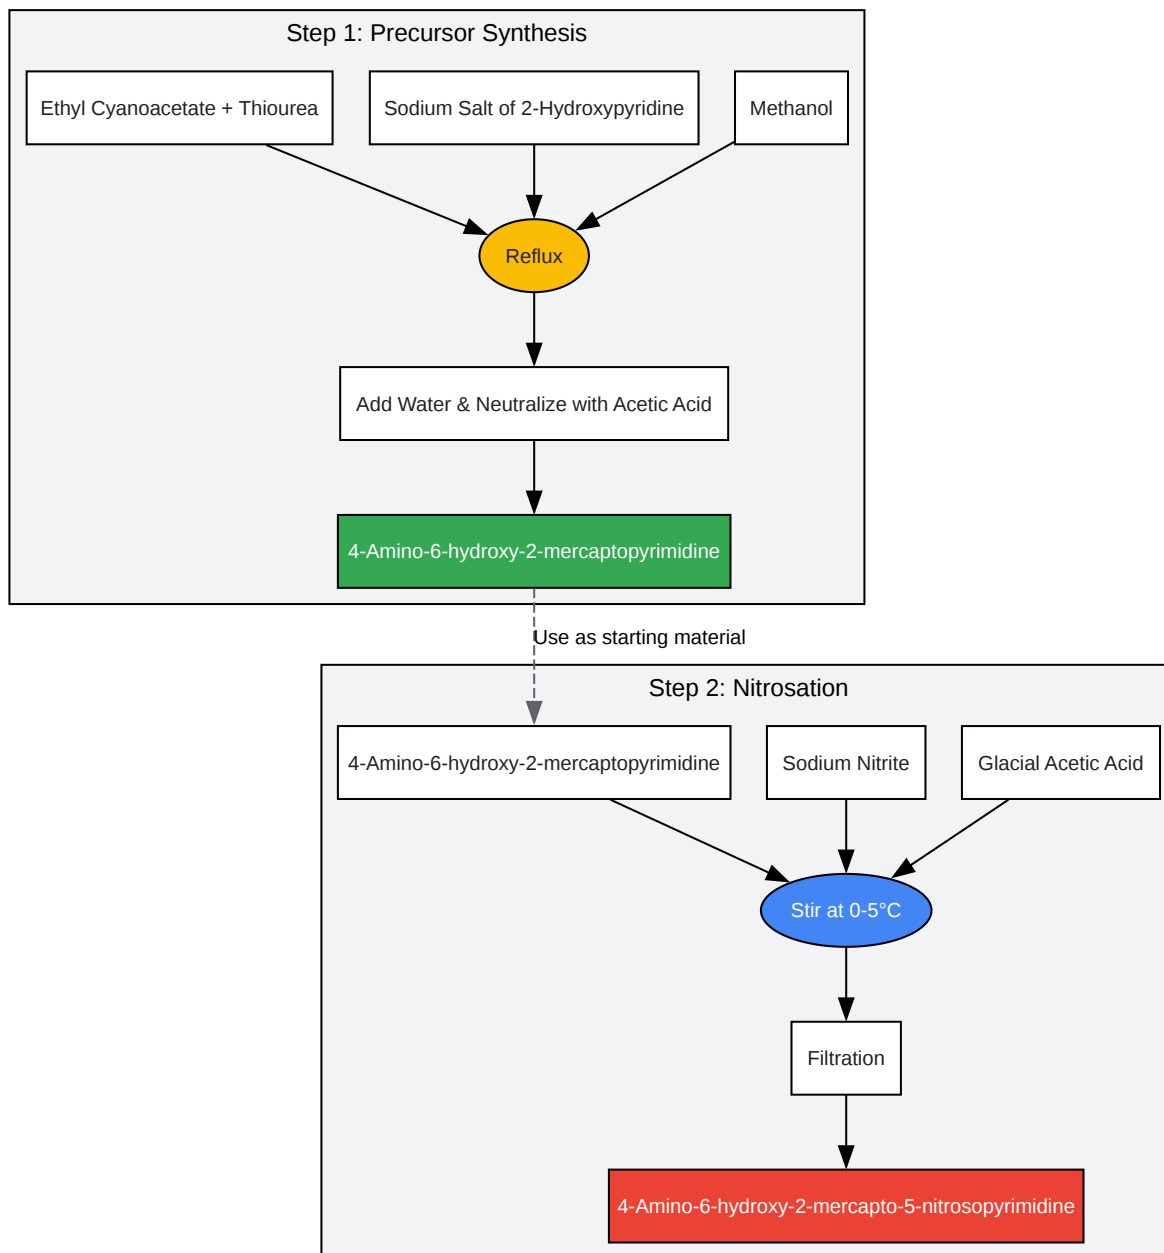 Step 1: Precursor Synthesis
Ethyl Cyanoacetate + Thiourea
Sodium Salt of 2-Hydroxypyridine
Methanol
Reflux
Add Water & Neutralize with Acetic Acid
4-Amino-6-hydroxy-2-mercaptopyrimidine
Use as starting material
Step 2: Nitrosation
4-Amino-6-hydroxy-2-mercaptopyrimidine
Sodium Nitrite
Glacial Acetic Acid
Stir at 0-5°C
Filtration
4-Amino-6-hydroxy-2-mercapto-5-nitrosopyrimidine